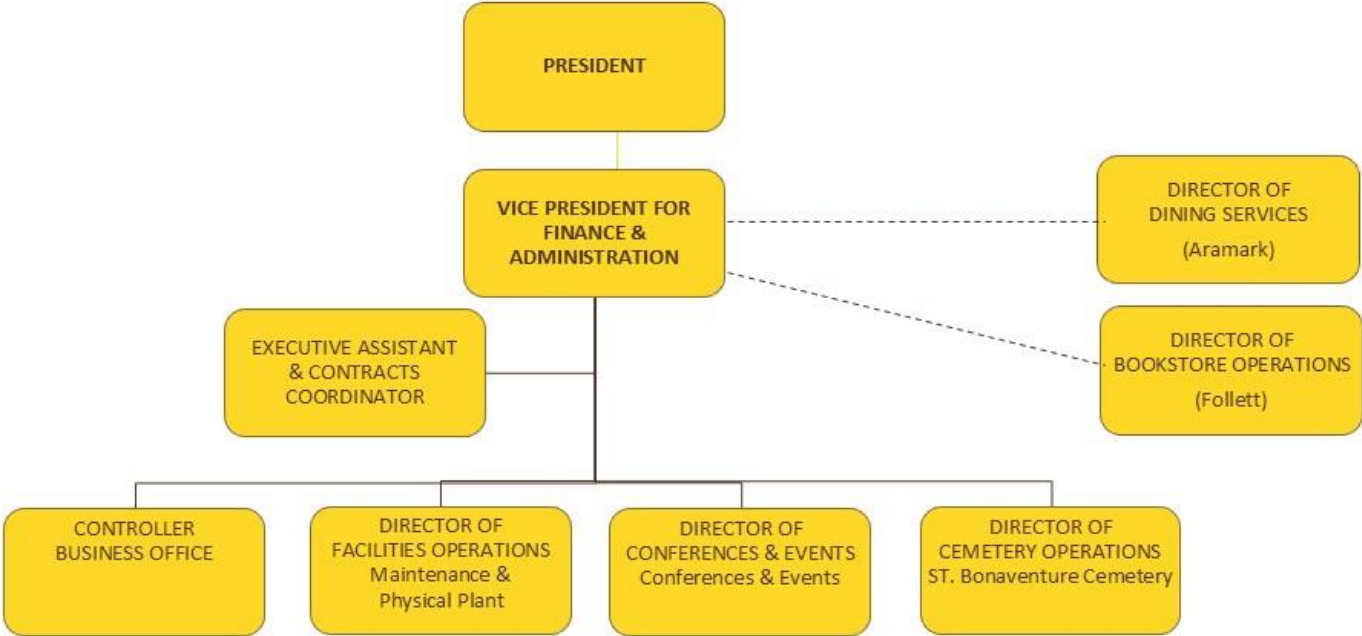 PRESIDENT
VICE PRESIDENT FOR
FINANCE &
ADMINISTRATION
DIRECTOR OF
DINING SERVICES
(Aramark)
DIRECTOR OF
BOOKSTORE OPERATIONS
(Follett)
EXECUTIVE ASSISTANT
& CONTRACTS
COORDINATOR
CONTROLLER
BUSINESS OFFICE
DIRECTOR OF
FACILITIES OPERATIONS
Maintenance &
Physical Plant
DIRECTOR OF
CONFERENCES & EVENTS
Conferences & Events
DIRECTOR OF
CEMETERY OPERATIONS
ST. Bonaventure Cemetery